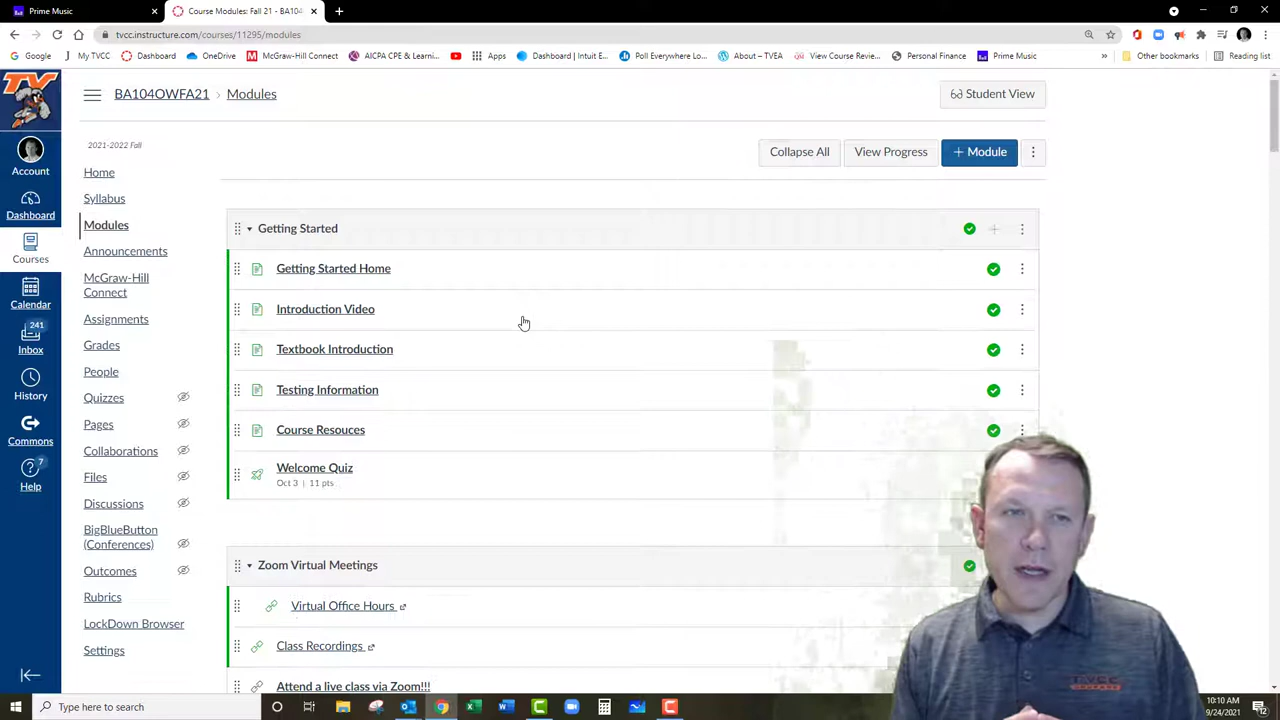 Prime Music
Course Modules: Fall 21 - BA104
tvcc.instructure.com/courses/11295/modules
Google
My TVCC
Dashboard
OneDrive
McGraw-Hill Connect
AICPA CPE & Learni...
Apps
Dashboard | Intuit E...
Poll Everywhere Lo...
About – TVEA
View Course Revie...
Personal Finance
Prime Music
»
Other bookmarks
Reading list
TV
Account
Dashboard
Courses
Calendar
241
Inbox
History
Commons
7
Help
BA104OWFA21 > Modules
Student View
2021-2022 Fall
Home
Syllabus
Modules
Announcements
McGraw-Hill
Connect
Assignments
Grades
People
Quizzes
Pages
Collaborations
Files
Discussions
BigBlueButton
(Conferences)
Outcomes
Rubrics
LockDown Browser
Settings
Collapse All
View Progress
+ Module
Getting Started
Getting Started Home
Introduction Video
Textbook Introduction
Testing Information
Course Resouces
Welcome Quiz
Oct 3 | 11 pts
Zoom Virtual Meetings
Virtual Office Hours
Class Recordings
Attend a live class via Zoom!!!
TVCC
Type here to search
10:10 AM
9/24/2021
12